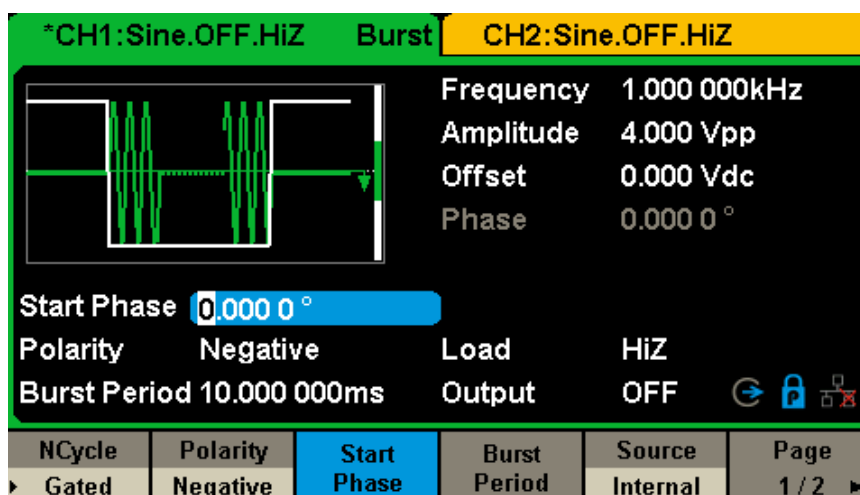 *CH1:Sine.OFF.HiZ Burst CH2:Sine.OFF.HiZ
Frequency 1.000 000kHz
Amplitude 4.000 Vpp
Offset 0.000 Vdc
Phase 0.000 0 °
Start Phase 0.000 0 °
Polarity Negative Load HiZ
Burst Period 10.000 000ms Output OFF
NCycle Polarity Start Phase Burst Period Source Page
Gated Negative Internal 1/2